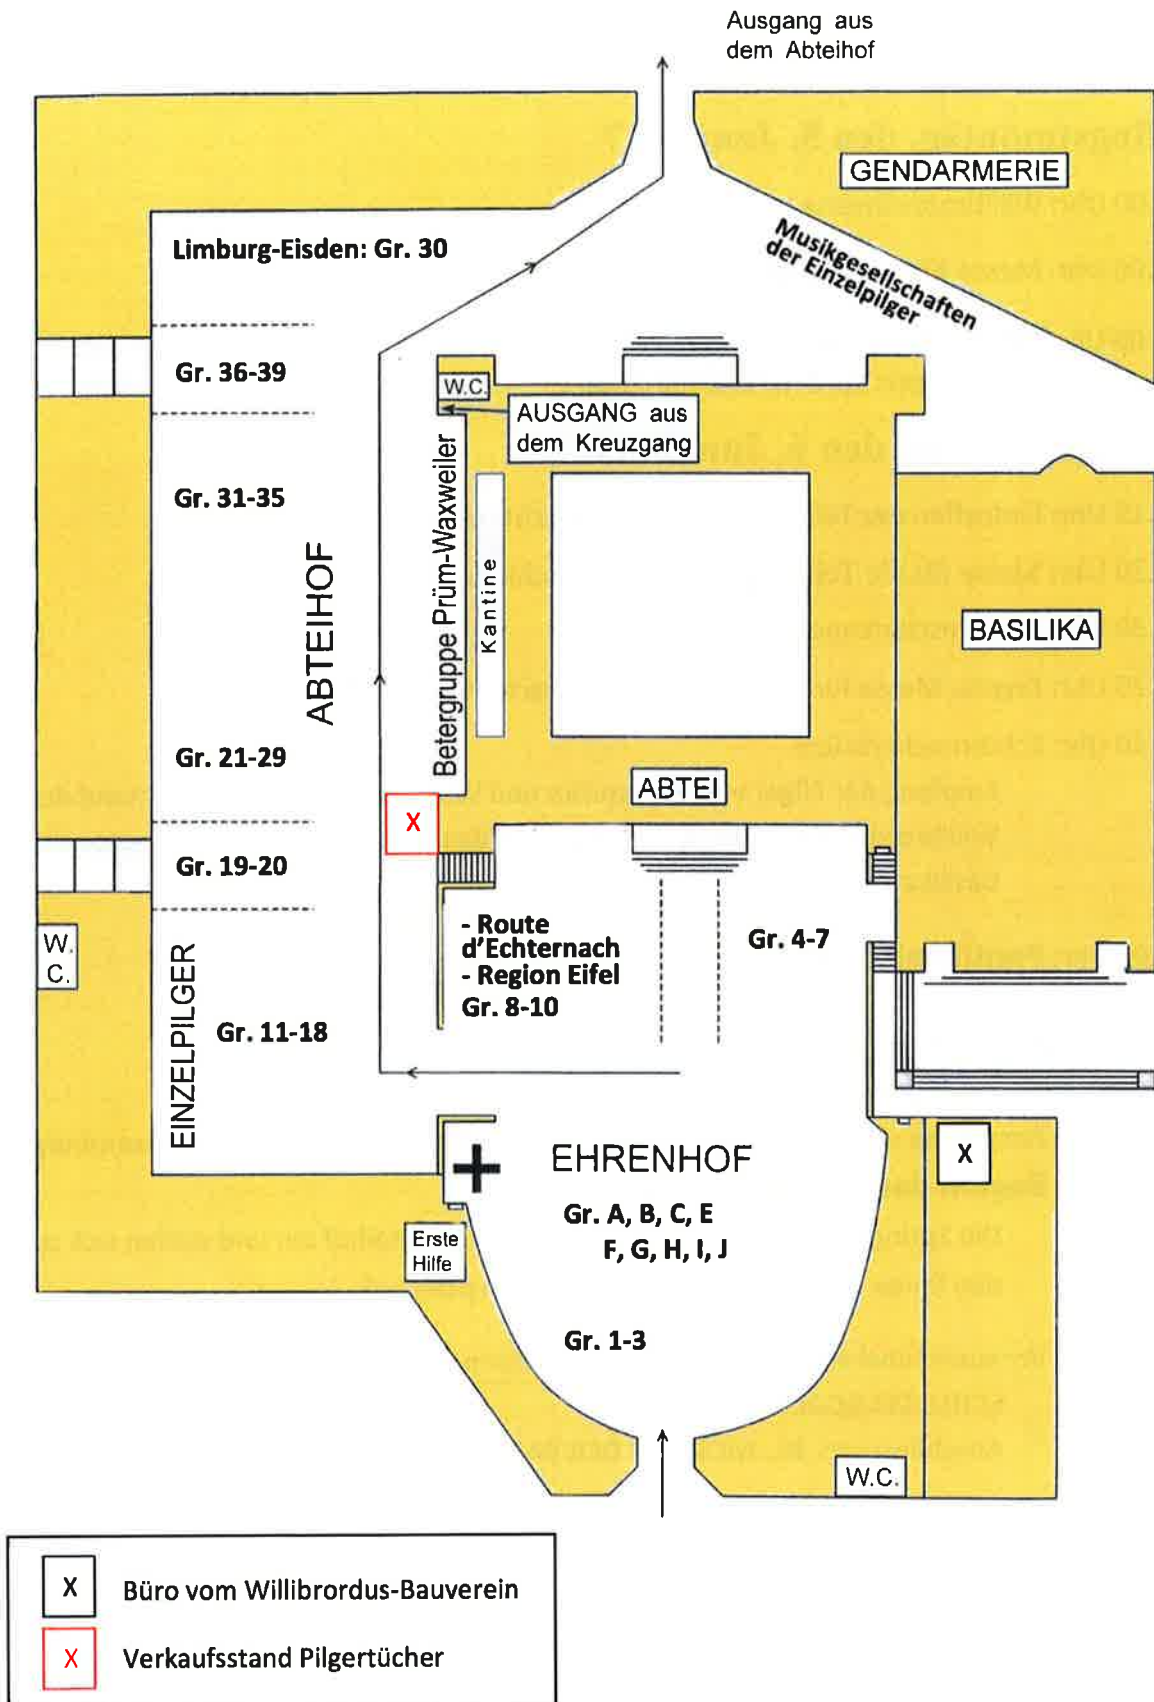 Ausgang aus
dem Abteihof
GENDARMERIE
Musikgesellschaften
der Einzelpilger
Limburg-Eisden: Gr. 30
Gr. 36-39
W.C.
AUSGANG aus
dem Kreuzgang
Gr. 31-35
ABTEIHOF
Betergruppe Prüm-Waxweiler
Kantine
BASILIKA
Gr. 21-29
ABTEI
X
Gr. 19-20
- Route
d'Echternach
- Region Eifel
Gr. 8-10
Gr. 4-7
W.
C.
EINZELPILGER
Gr. 11-18
EHRENHOF
X
Gr. A, B, C, E
F, G, H, I, J
Erste
Hilfe
Gr. 1-3
W.C.
X Büro vom Willibrordus-Bauverein
X Verkaufsstand Pilgertücher